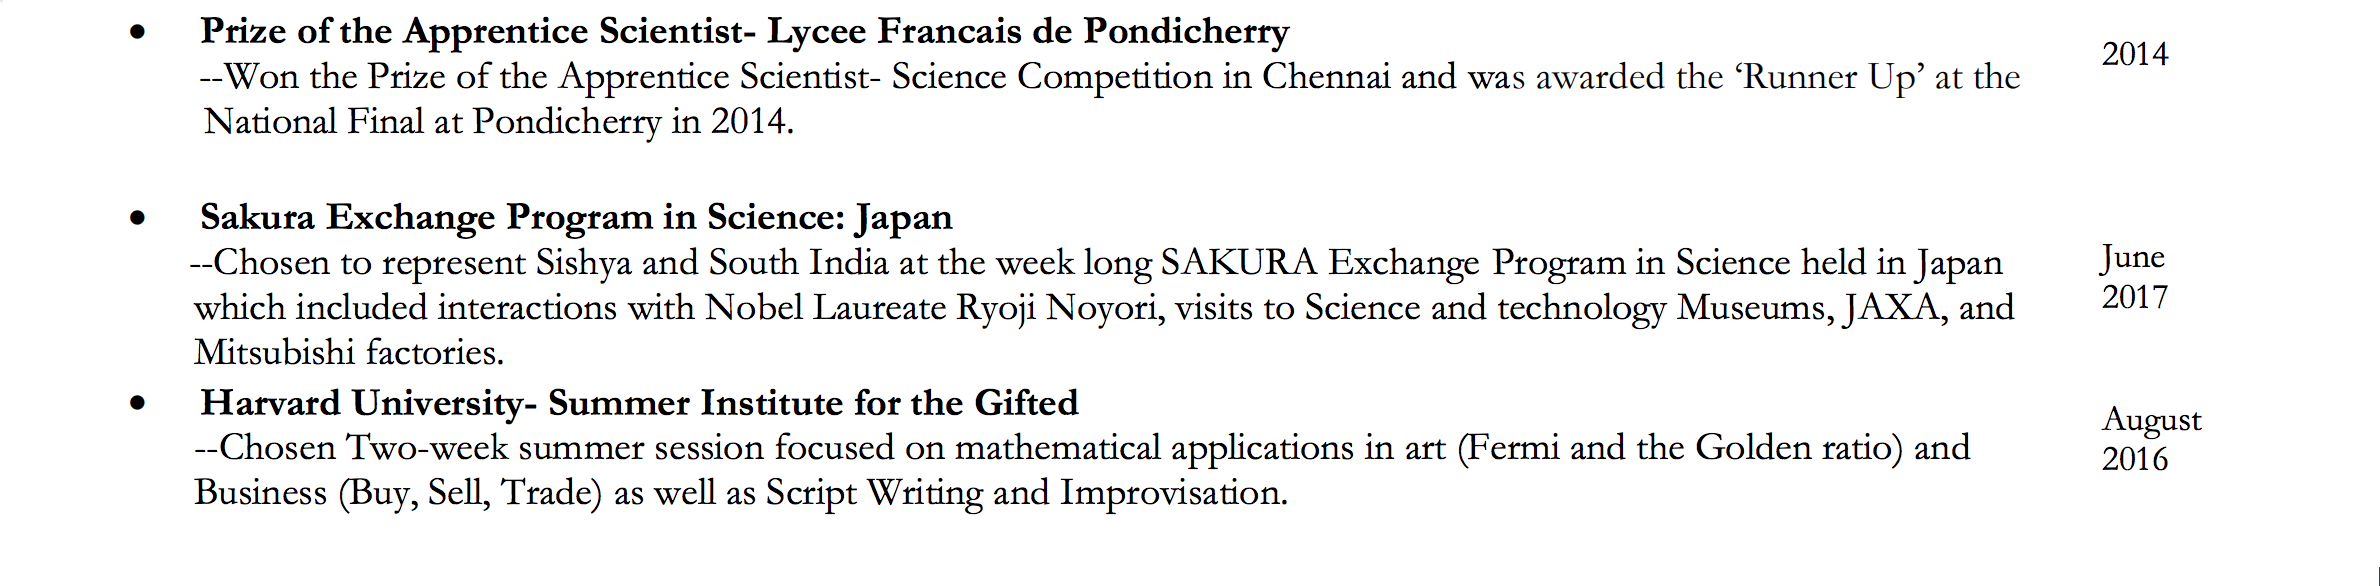 • Prize of the Apprentice Scientist- Lycee Francais de Pondicherry
2014
--Won the Prize of the Apprentice Scientist- Science Competition in Chennai and was awarded the ‘Runner Up’ at the
National Final at Pondicherry in 2014.
• Sakura Exchange Program in Science: Japan
--Chosen to represent Sishya and South India at the week long SAKURA Exchange Program in Science held in Japan
June
which included interactions with Nobel Laureate Ryoji Noyori, visits to Science and technology Museums, JAXA, and
2017
Mitsubishi factories.
• Harvard University- Summer Institute for the Gifted
August
--Chosen Two-week summer session focused on mathematical applications in art (Fermi and the Golden ratio) and
2016
Business (Buy, Sell, Trade) as well as Script Writing and Improvisation.